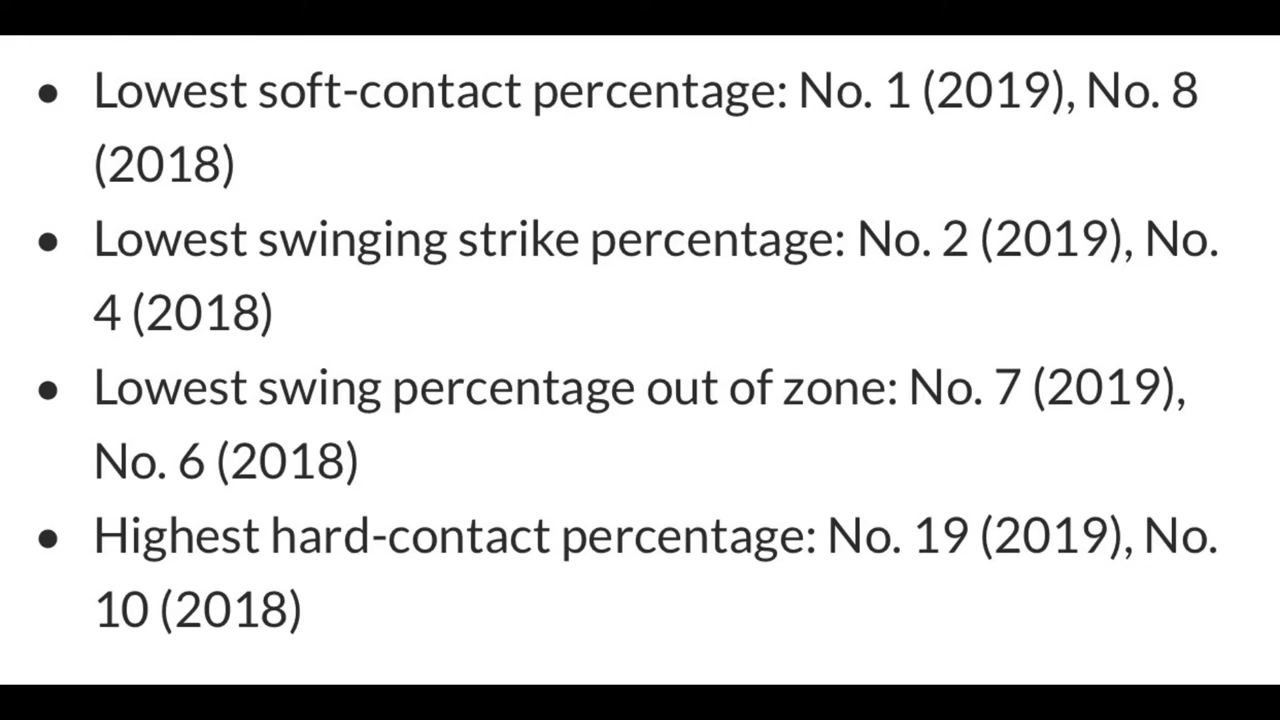 • Lowest soft-contact percentage: No. 1 (2019), No. 8
(2018)
• Lowest swinging strike percentage: No. 2 (2019), No.
4 (2018)
• Lowest swing percentage out of zone: No. 7 (2019),
No. 6 (2018)
• Highest hard-contact percentage: No. 19 (2019), No.
10 (2018)